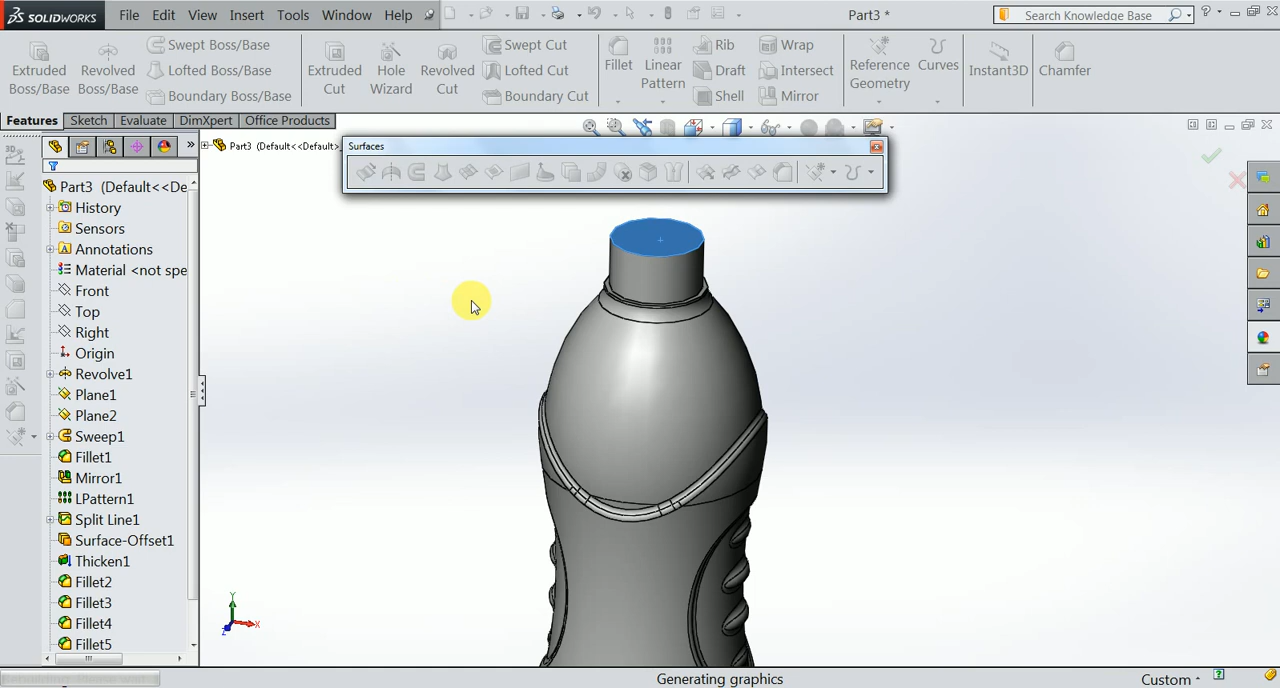 SOLIDWORKS File Edit View Insert Tools Window Help Part3 * Search Knowledge Base
Extruded Boss/Base
Revolved Boss/Base
Swept Boss/Base
Lofted Boss/Base
Boundary Boss/Base
Extruded Cut
Hole Wizard
Revolved Cut
Swept Cut
Lofted Cut
Boundary Cut
Fillet
Linear Pattern
Rib
Draft
Shell
Wrap
Intersect
Mirror
Reference Geometry
Curves
Instant3D
Chamfer
Features Sketch Evaluate DimXpert Office Products
Part3 (Default<<Default>_
Surfaces
Part3 (Default<<De
History
Sensors
Annotations
Material <not spe
Front
Top
Right
Origin
Revolve1
Plane1
Plane2
Sweep1
Fillet1
Mirror1
LPattern1
Split Line1
Surface-Offset1
Thicken1
Fillet2
Fillet3
Fillet4
Fillet5
Y
X
Z
Generating graphics
Custom